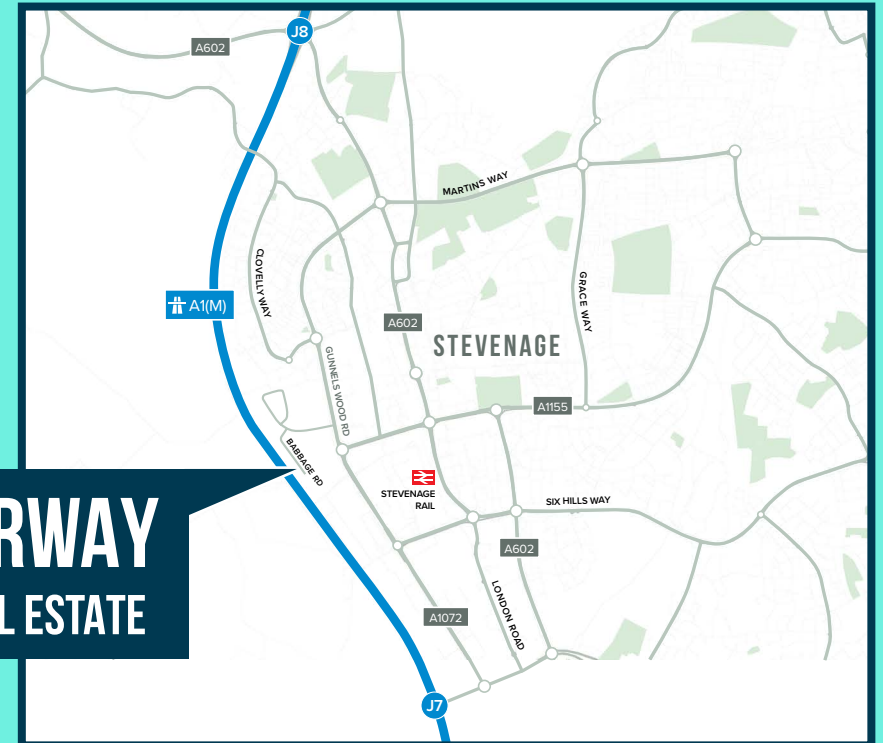 J8
A602
MARTINS WAY
CLOVELLY WAY
GRACE WAY
A1(M)
A602
STEVENAGE
GUNNELS WOOD RD
A1155
BABBAGE RD
STEVENAGE
RAIL
SIX HILLS WAY
RWAY
A602
L ESTATE
LONDON ROAD
A1072
J7